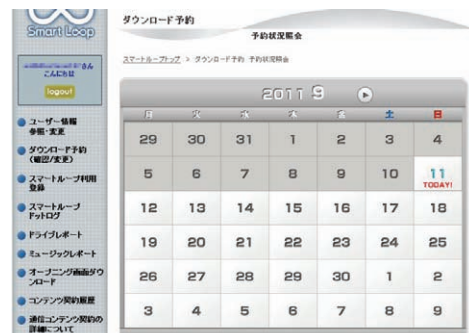 Smart Loop
さん
こんにちは
logout
ユーザー情報
参照・変更
ダウンロード予約
(確認/変更)
スマートループ利用
登録
スマートループ
ドットログ
ドライブレポート
ミュージックレポート
オープニング画面ダウ
ンロード
コンテンツ契約履歴
通信コンテンツ契約の
詳細について
ダウンロード予約
予約状況照会
スマートループトップ > ダウンロード予約 予約状況照会
2011 9
月 火 水 木 金 土 日
29 30 31 1 2 3 4
5 6 7 8 9 10 11
TODAY!
12 13 14 15 16 17 18
19 20 21 22 23 24 25
26 27 28 29 30 1 2
3 4 5 6 7 8 9